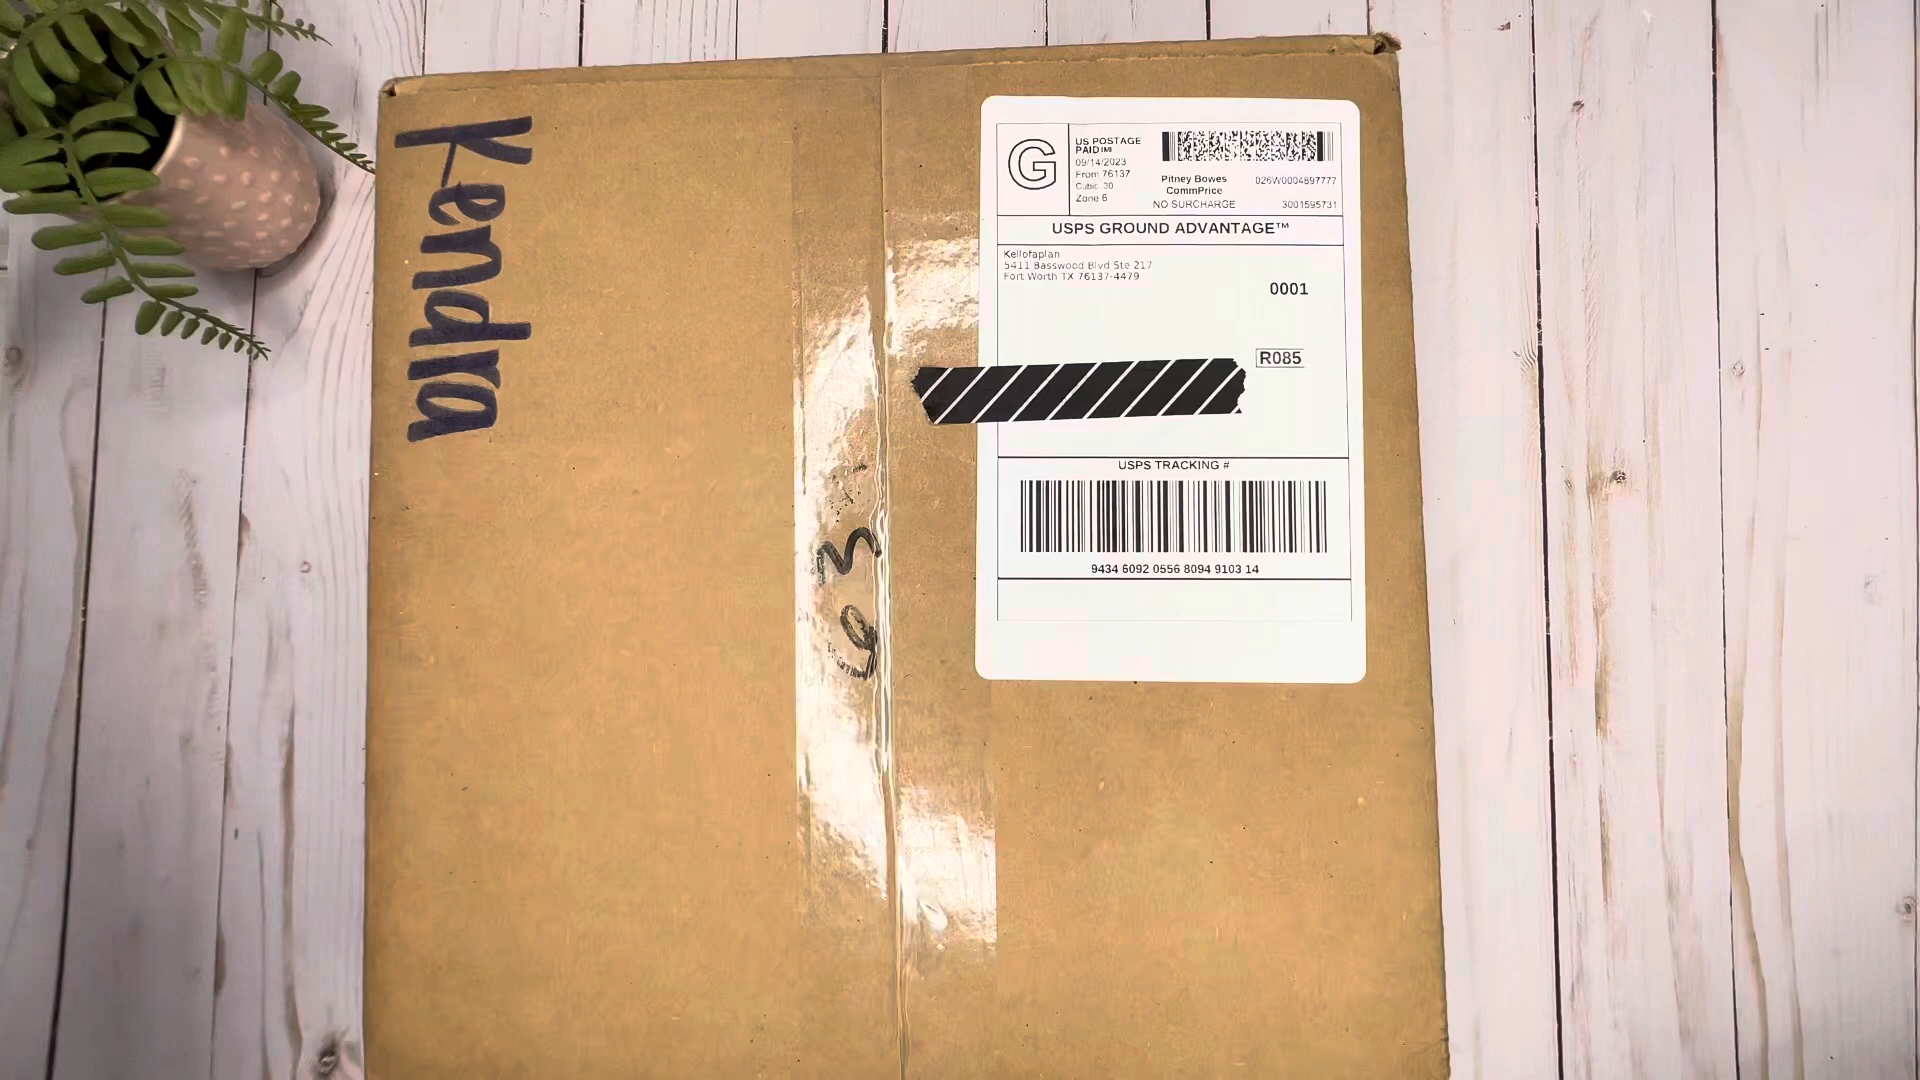 Kendra
63
G
US POSTAGE
PAID IMI
09/14/2023
From 76137
Cubic .30
Zone 6
Pitney Bowes
CommPrice
NO SURCHARGE
026W0004897777
3001595731
USPS GROUND ADVANTAGE™
Kellofaplan
5411 Basswood Blvd Ste 217
Fort Worth TX 76137-4479
0001
R085
USPS TRACKING #
9434 6092 0556 8094 9103 14